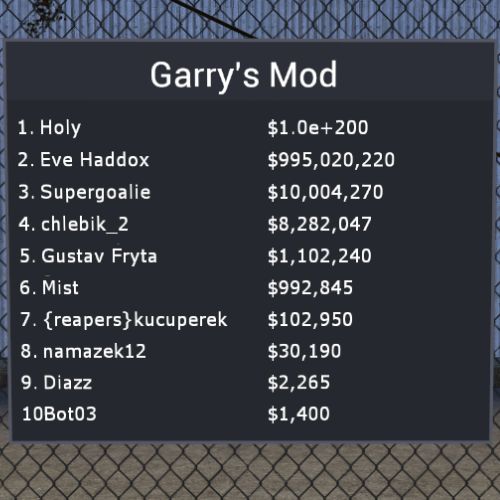 Garry's Mod
1. Holy $1.0e+200
2. Eve Haddox $995,020,220
3. Supergoalie $10,004,270
4. chlebik_2 $8,282,047
5. Gustav Fryta $1,102,240
6. Mist $992,845
7. {reapers}kucuperek $102,950
8. namazek12 $30,190
9. Diazz $2,265
10Bot03 $1,400